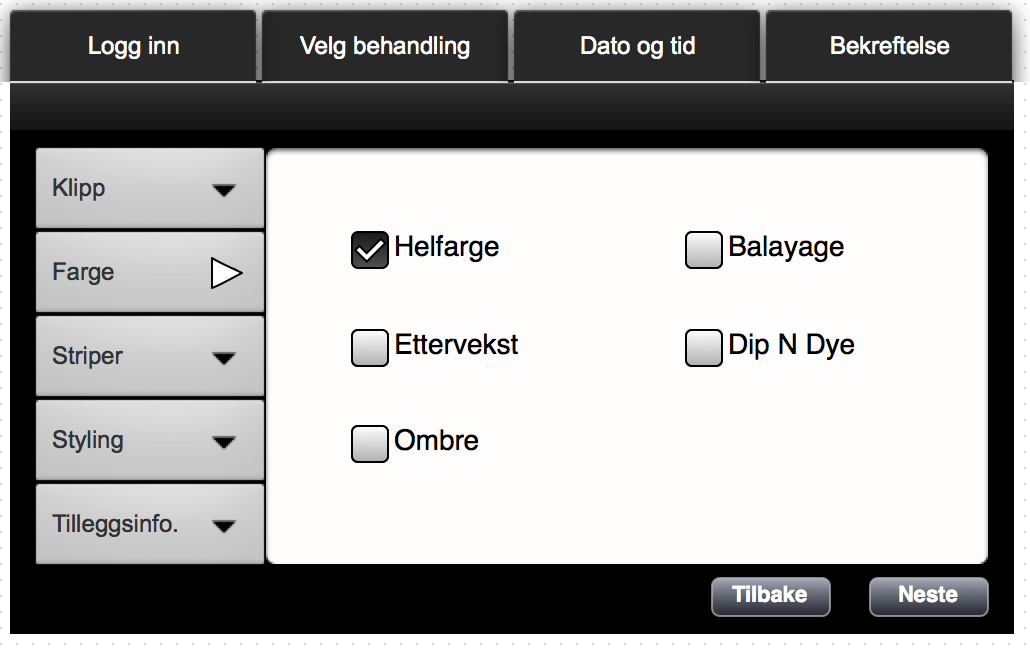 Logg inn
Velg behandling
Dato og tid
Bekreftelse
Klipp
Farge
Striper
Styling
Tilleggsinfo.
Helfarge
Balayage
Ettervekst
Dip N Dye
Ombre
Tilbake
Neste